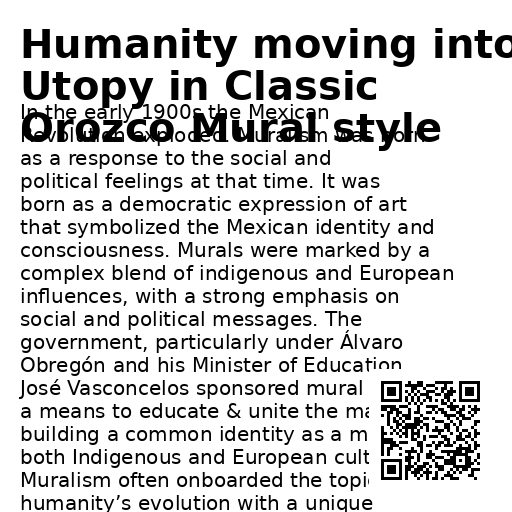 Humanity moving into
Utopy in Classic
Orozco Mural style
In the early 1900s the Mexican
Revolution exploded. Muralism was born
as a response to the social and
political feelings at that time. It was
born as a democratic expression of art
that symbolized the Mexican identity and
consciousness. Murals were marked by a
complex blend of indigenous and European
influences, with a strong emphasis on
social and political messages. The
government, particularly under Álvaro
Obregón and his Minister of Education
José Vasconcelos sponsored mural
a means to educate & unite the
building a common identity as a
both Indigenous and European
Muralism often onboarded the
humanity’s evolution with a unique